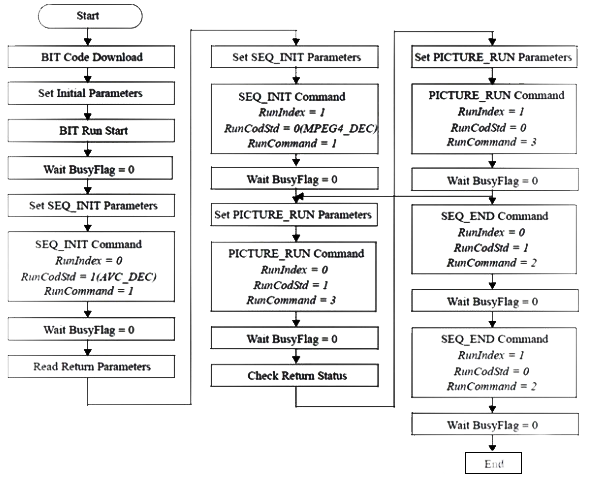 Start
BIT Code Download
Set Initial Parameters
BIT Run Start
Wait BusyFlag = 0
Set SEQ_INIT Parameters
SEQ_INIT Command
RunIndex = 0
RunCodStd = 1(AVC_DEC)
RunCommand = 1
Wait BusyFlag = 0
Read Return Parameters
Set SEQ_INIT Parameters
SEQ_INIT Command
RunIndex = 1
RunCodStd = 0(MPEG4_DEC)
RunCommand = 1
Wait BusyFlag = 0
Set PICTURE_RUN Parameters
PICTURE_RUN Command
RunIndex = 0
RunCodStd = 1
RunCommand = 3
Wait BusyFlag = 0
Check Return Status
Set PICTURE_RUN Parameters
PICTURE_RUN Command
RunIndex = 1
RunCodStd = 0
RunCommand = 3
Wait BusyFlag = 0
SEQ_END Command
RunIndex = 0
RunCodStd = 1
RunCommand = 2
Wait BusyFlag = 0
SEQ_END Command
RunIndex = 1
RunCodStd = 0
RunCommand = 2
Wait BusyFlag = 0
End